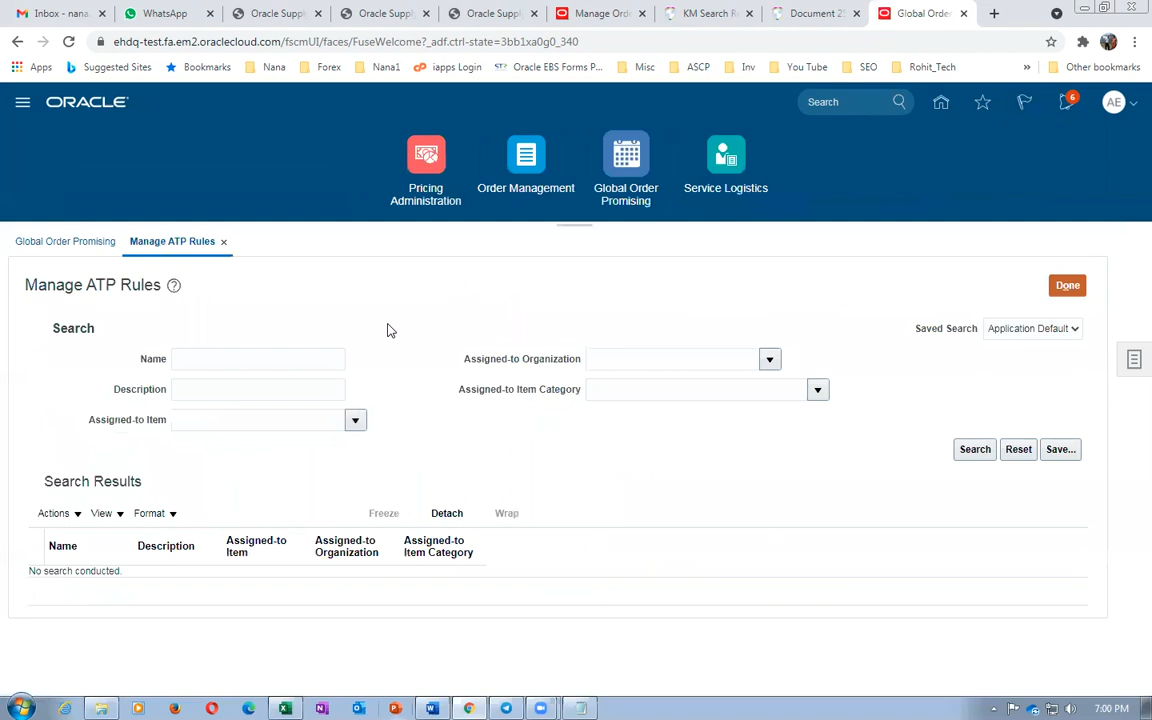 Inbox - nana.
WhatsApp
Oracle Suppl
Oracle Suppl
Oracle Suppl
Manage Orde
KM Search R
Document 25
Global Order
ehdq-test.fa.em2.oraclecloud.com/fscmUI/faces/FuseWelcome?_adf.ctrl-state=3bb1xa0g0_340
Apps
Suggested Sites
Bookmarks
Nana
Forex
Nana1
iapps Login
Oracle EBS Forms P...
Misc
ASCP
Inv
You Tube
SEO
Rohit_Tech
»
Other bookmarks
ORACLE
Search
6
AE
Pricing
Administration
Order Management
Global Order
Promising
Service Logistics
Global Order Promising
Manage ATP Rules
Manage ATP Rules ?
Done
Search
Saved Search
Application Default
Name
Assigned-to Organization
Description
Assigned-to Item Category
Assigned-to Item
Search
Reset
Save...
Search Results
Actions
View
Format
Freeze
Detach
Wrap
Name
Description
Assigned-to
Item
Assigned-to
Organization
Assigned-to
Item Category
No search conducted.
7:00 PM